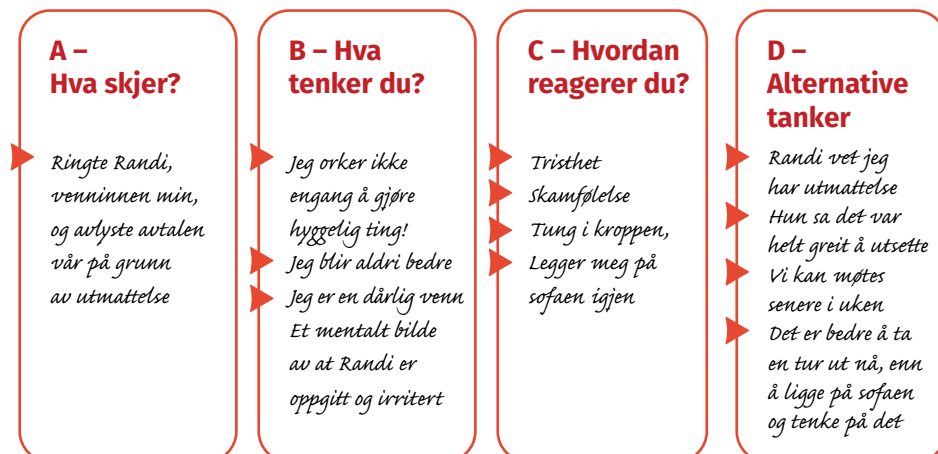 A –
Hva skjer?
Ringte Randi,
venninnen min,
og avlyste avtalen
vår på grunn
av utmattelse
B – Hva
tenker du?
Jeg orker ikke
engang å gjøre
hyggelig ting!
Jeg blir aldri bedre
Jeg er en dårlig venn
Et mentalt bilde
av at Randi er
oppgitt og irritert
C – Hvordan
reagerer du?
Tristhet
Skamfølelse
Tung i kroppen,
Legger meg på
sofaen igjen
D –
Alternative
tanker
Randi vet jeg
har utmattelse
Hun sa det var
helt greit å utsette
Vi kan møtes
senere i uken
Det er bedre å ta
en tur ut nå, enn
å ligge på sofaen
og tenke på det